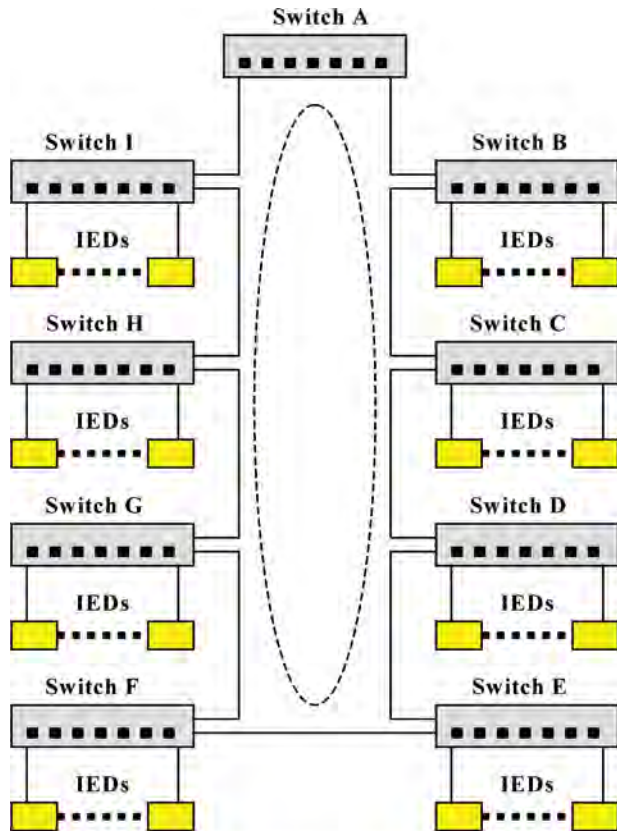 Switch A
Switch I
Switch B
IEDs
IEDs
Switch H
Switch C
IEDs
IEDs
Switch G
Switch D
IEDs
IEDs
Switch F
Switch E
IEDs
IEDs